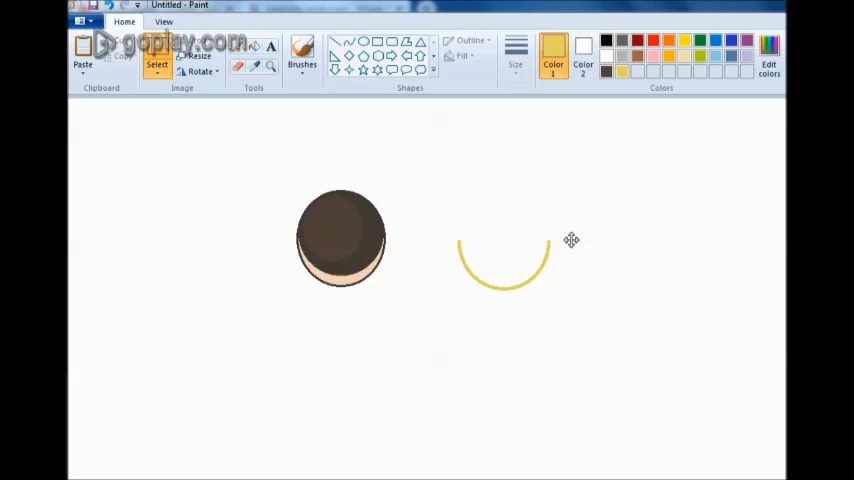 Untitled - Paint
Home View
goplay.com
Paste
Copy
Select
Resize
Rotate
A
Brushes
Outline
Fill
Size
Color 1
Color 2
Edit colors
Clipboard Image Tools Shapes Colors